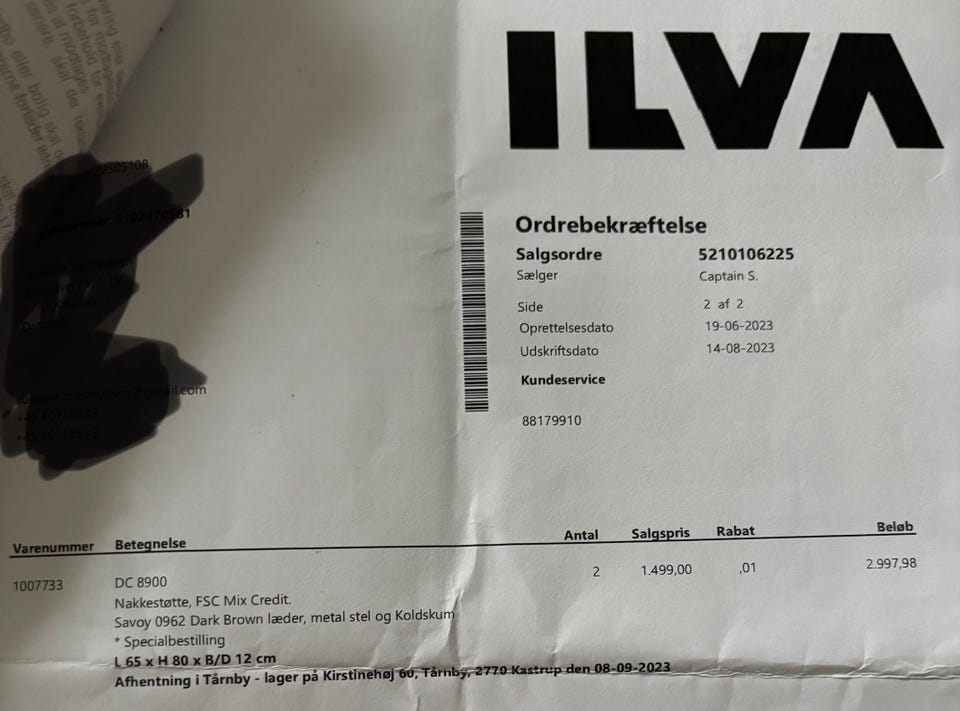 ILVA
Ordrebekræftelse
Salgsordre 5210106225
Sælger Captain S.
Side 2 af 2
Oprettelsesdato 19-06-2023
Udskriftsdato 14-08-2023
Kundeservice
88179910
Varenummer Betegnelse Antal Salgspris Rabat Beløb
1007733 DC 8900 2 1.499,00 ,01 2.997,98
Nakkestøtte, FSC Mix Credit.
Savoy 0962 Dark Brown læder, metal stel og Koldskum
* Specialbestilling
L 65 x H 80 x B/D 12 cm
Afhentning i Tårnby - lager på Kirstinehøj 60, Tårnby, 2770 Kastrup den 08-09-2023